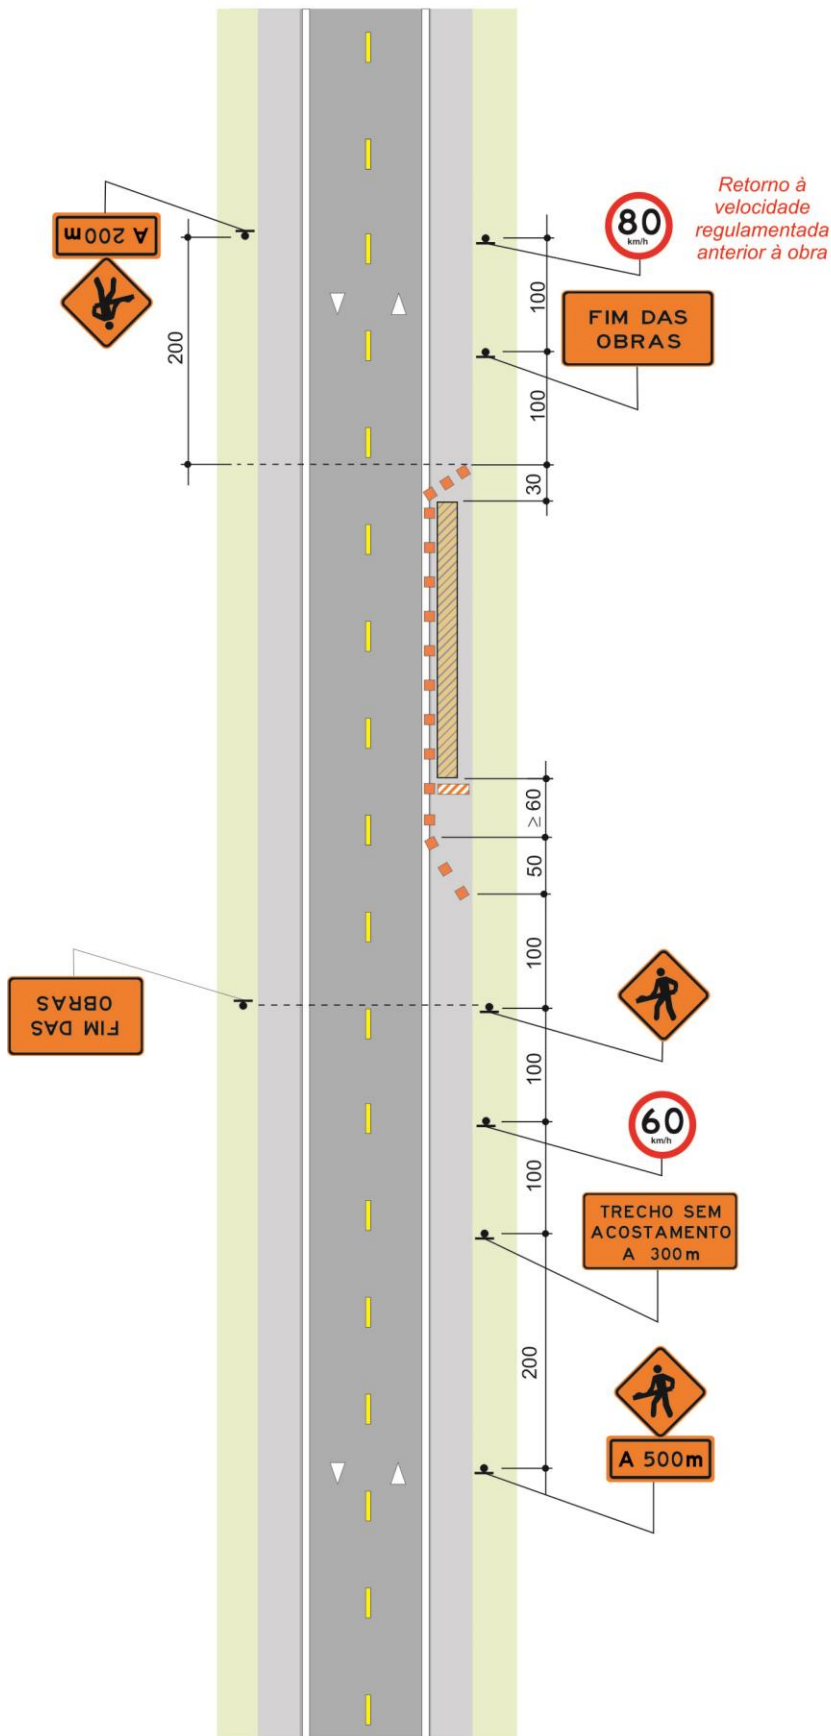 Retorno à
velocidade
regulamentada
anterior à obra
80
km/h
A 200m
100
FIM DAS
OBRAS
200
100
30
≥ 60
50
100
FIM DAS
OBRAS
100
60
km/h
100
TRECHO SEM
ACOSTAMENTO
A 300m
200
A 500m